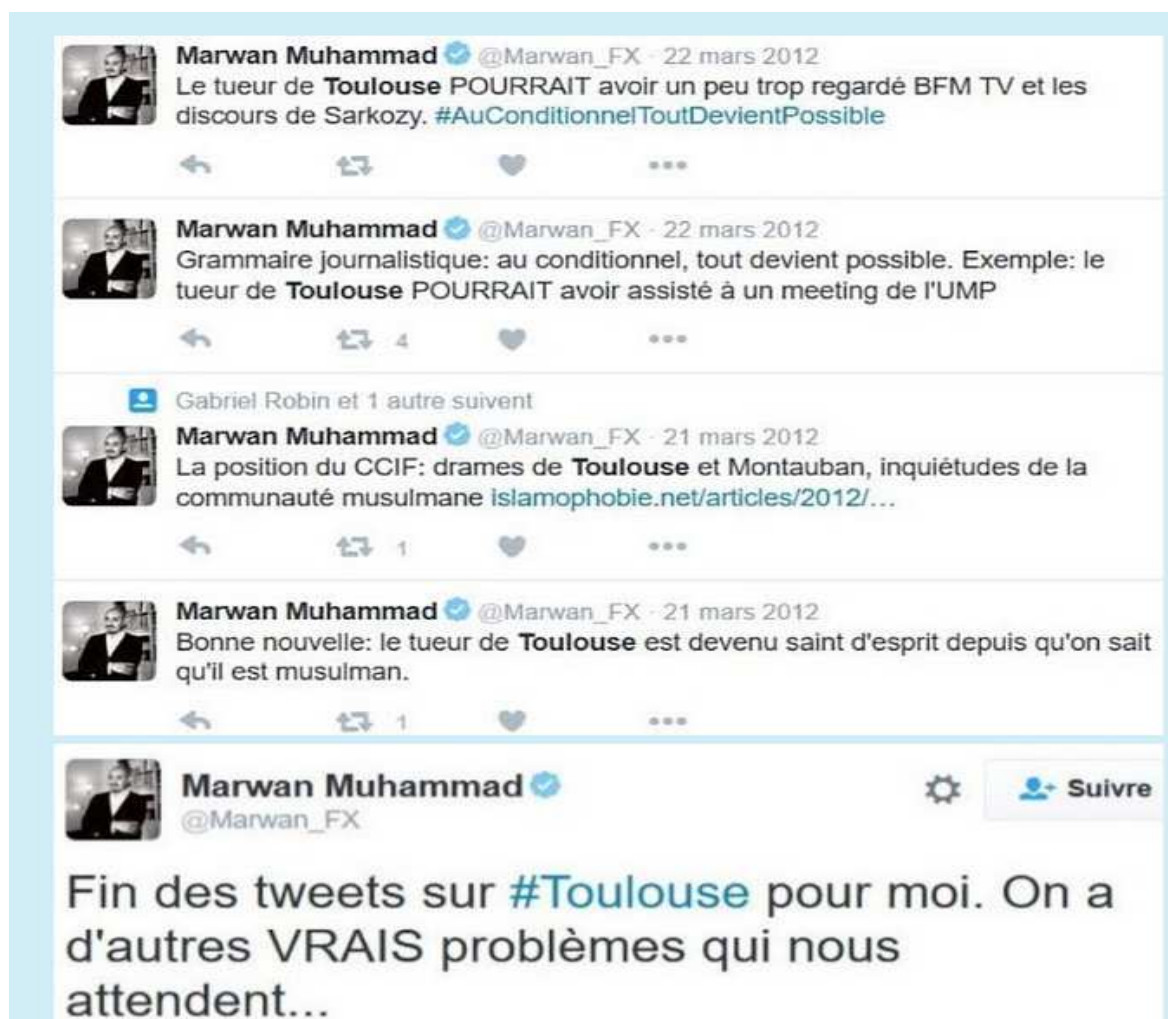 Marwan Muhammad @Marwan_FX · 22 mars 2012
Le tueur de Toulouse POURRAIT avoir un peu trop regardé BFM TV et les
discours de Sarkozy. #AuConditionnelToutDevientPossible
Marwan Muhammad @Marwan_FX · 22 mars 2012
Grammaire journalistique: au conditionnel, tout devient possible. Exemple: le
tueur de Toulouse POURRAIT avoir assisté à un meeting de l'UMP
4
Gabriel Robin et 1 autre suivent
Marwan Muhammad @Marwan_FX · 21 mars 2012
La position du CCIF: drames de Toulouse et Montauban, inquiétudes de la
communauté musulmane islamophobie.net/articles/2012/…
1
Marwan Muhammad @Marwan_FX · 21 mars 2012
Bonne nouvelle: le tueur de Toulouse est devenu saint d'esprit depuis qu'on sait
qu'il est musulman.
1
Marwan Muhammad
@Marwan_FX
Suivre
Fin des tweets sur #Toulouse pour moi. On a
d'autres VRAIS problèmes qui nous
attendent...